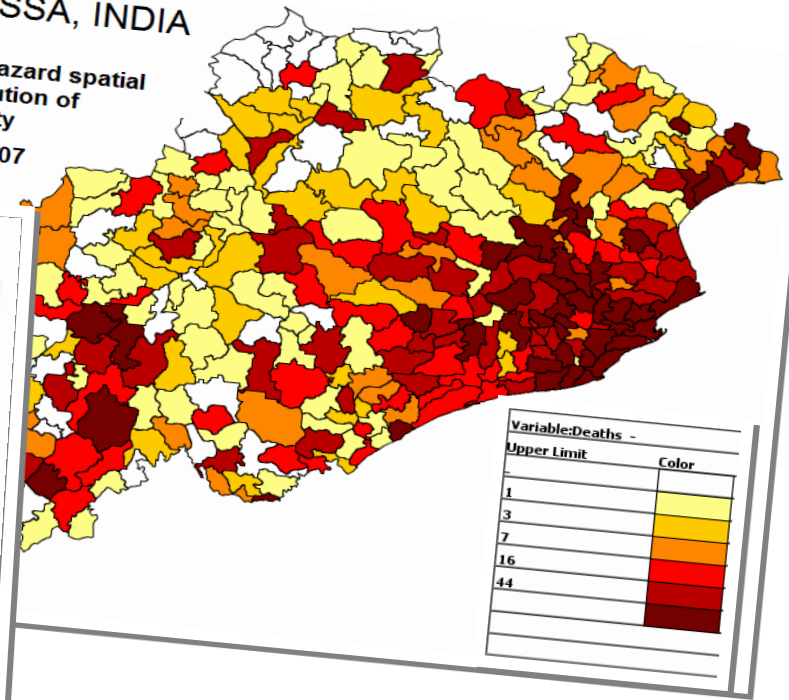 SSA, INDIA
azard spatial
ution of
ty
07
Variable:Deaths -
Upper Limit Color
-
1
3
7
16
44